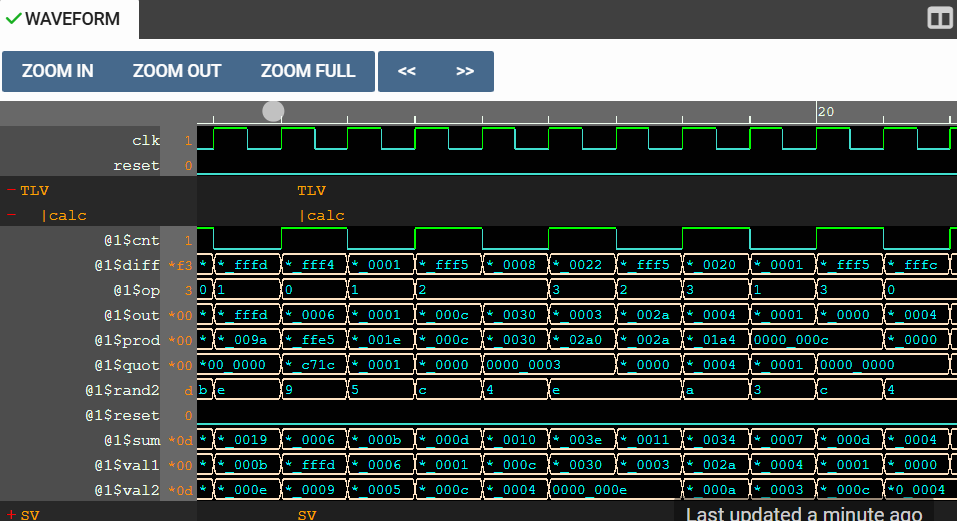 WAVEFORM
ZOOM IN ZOOM OUT ZOOM FULL << >>
20
clk 1
reset 0
− TLV TLV
− |calc |calc
@1$cnt 1
@1$diff *f3 * *_fffd *_fff4 *_0001 *_fff5 *_0008 *_0022 *_fff5 *_0020 *_0001 *_fff5 *_fffc
@1$op 3 0 1 0 1 2 3 2 3 1 3 0
@1$out *00 * *_fffd *_0006 *_0001 *_000c *_0030 *_0003 *_002a *_0004 *_0001 *_0000 *_0004
@1$prod *00 * *_009a *_ffe5 *_001e *_000c *_0030 *_02a0 *_002a *_01a4 0000_000c *_0000
@1$quot *00 *00_0000 *_c71c *_0001 *_0000 0000_0003 *_0000 *_0004 *_0001 0000_0000
@1$rand2 d b e 9 5 c 4 e a 3 c 4
@1$reset 0
@1$sum *0d * *_0019 *_0006 *_000b *_000d *_0010 *_003e *_0011 *_0034 *_0007 *_000d *_0004
@1$val1 *00 * *_000b *_fffd *_0006 *_0001 *_000c *_0030 *_0003 *_002a *_0004 *_0001 *_0000
@1$val2 *0d * *_000e *_0009 *_0005 *_000c *_0004 0000_000e *_000a *_0003 *_000c *0_0004
+ SV SV
Last updated a minute ago